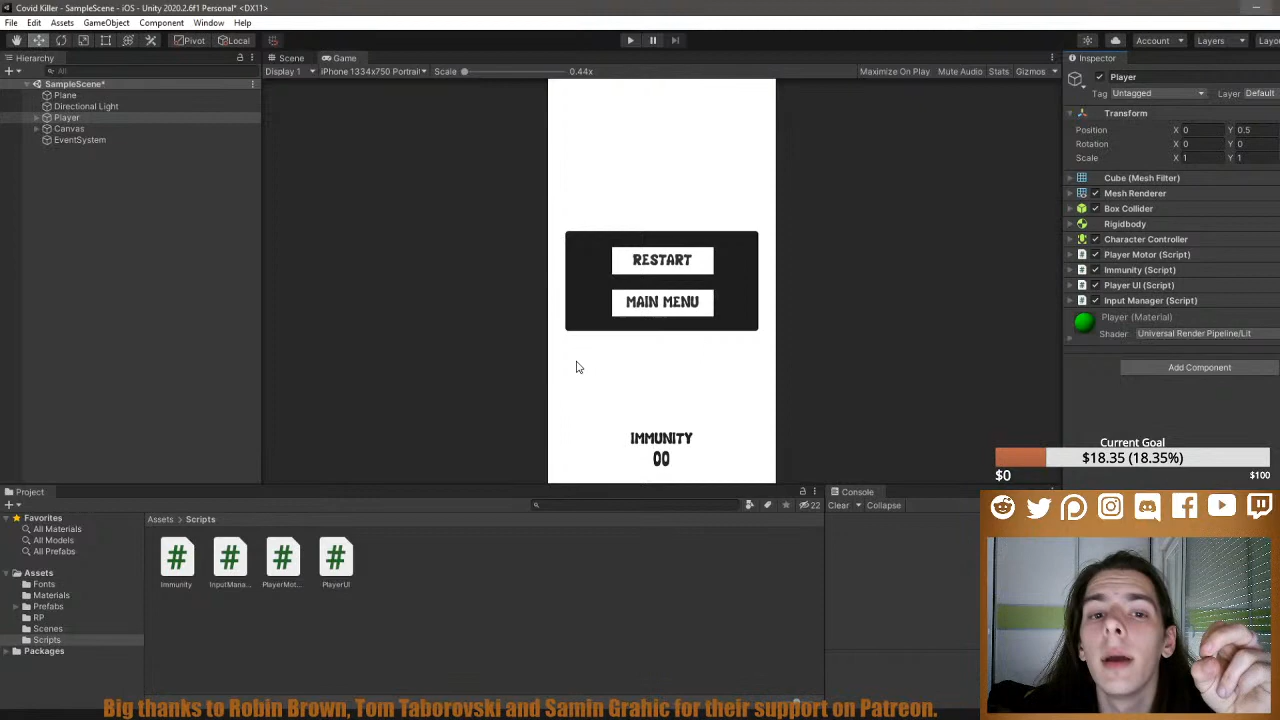 Covid Killer - SampleScene - iOS - Unity 2020.2.6f1 Personal* <DX11>
File Edit Assets GameObject Component Window Help
Pivot Local Account Layers Layou
Hierarchy Scene Game Inspector
All Display 1 iPhone 1334x750 Portrait Scale 0.44x Maximize On Play Mute Audio Stats Gizmos
Player
SampleScene*
Tag Untagged Layer Default
Plane
Directional Light
Player
Canvas
EventSystem
Transform
Position X 0 Y 0.5
Rotation X 0 Y 0
Scale X 1 Y 1
Cube (Mesh Filter)
Mesh Renderer
Box Collider
Rigidbody
Character Controller
Player Motor (Script)
Immunity (Script)
Player UI (Script)
Input Manager (Script)
Player (Material)
Shader: Universal Render Pipeline/Lit
Add Component
RESTART
MAIN MENU
IMMUNITY
00
Current Goal
$18.35 (18.35%)
$0 $100
Project Console
22 Clear Collapse
Favorites
All Materials
All Models
All Prefabs
Assets
Fonts
Materials
Prefabs
RP
Scenes
Scripts
Packages
Assets > Scripts
# # # #
Immunity InputMana... PlayerMot... PlayerUI
Big thanks to Robin Brown, Tom Taborovski and Samin Grahic for their support on Patreon.